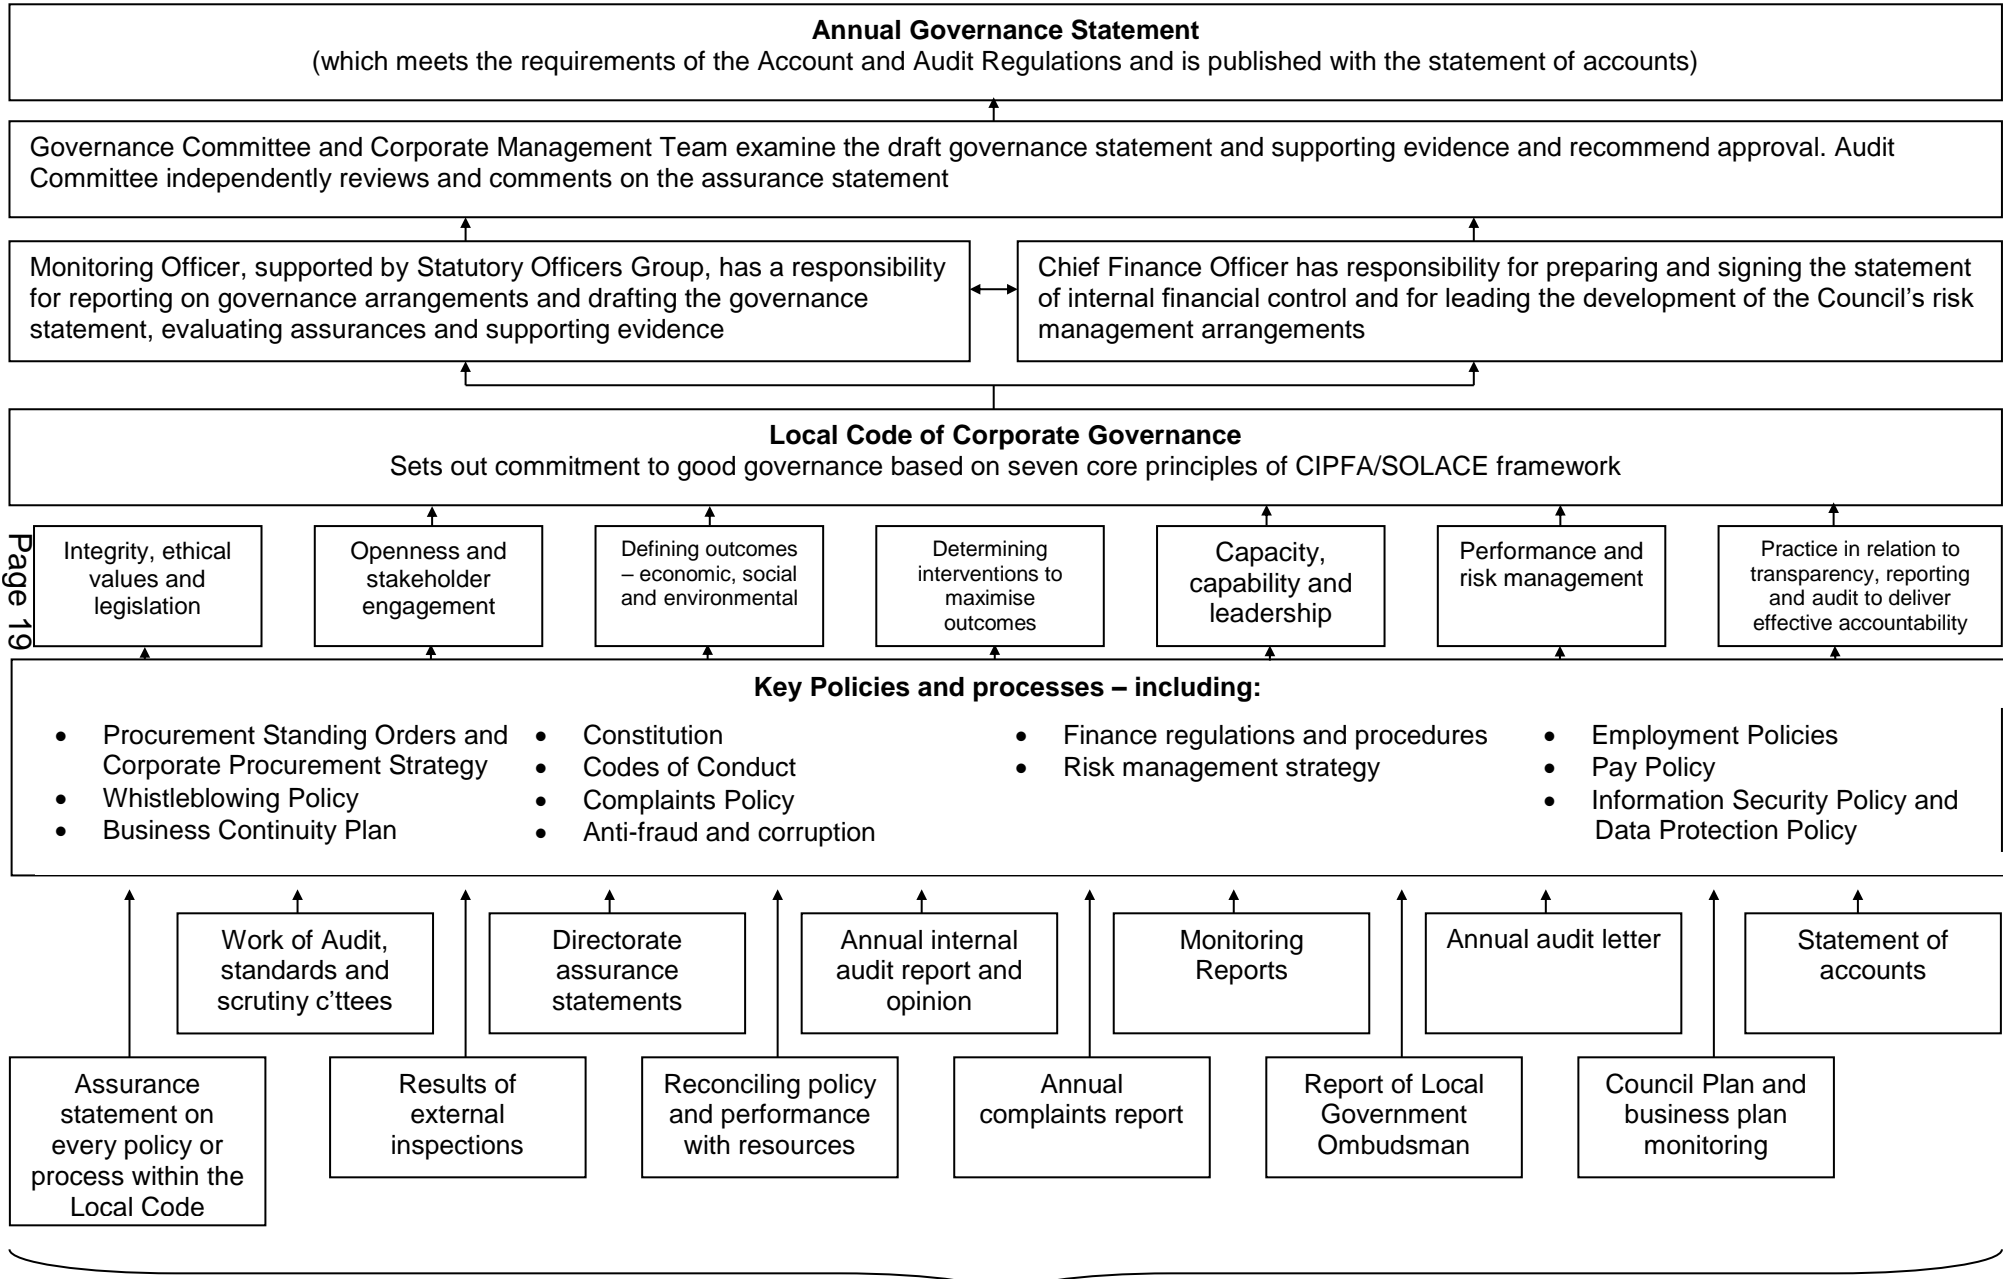 Annual Governance Statement
(which meets the requirements of the Account and Audit Regulations and is published with the statement of accounts)
Governance Committee and Corporate Management Team examine the draft governance statement and supporting evidence and recommend approval. Audit
Committee independently reviews and comments on the assurance statement
Monitoring Officer, supported by Statutory Officers Group, has a responsibility
for reporting on governance arrangements and drafting the governance
statement, evaluating assurances and supporting evidence
Chief Finance Officer has responsibility for preparing and signing the statement
of internal financial control and for leading the development of the Council’s risk
management arrangements
Local Code of Corporate Governance
Sets out commitment to good governance based on seven core principles of CIPFA/SOLACE framework
Page 19
Integrity, ethical
values and
legislation
Openness and
stakeholder
engagement
Defining outcomes
– economic, social
and environmental
Determining
interventions to
maximise
outcomes
Capacity,
capability and
leadership
Performance and
risk management
Practice in relation to
transparency, reporting
and audit to deliver
effective accountability
Key Policies and processes – including:
• Procurement Standing Orders and
Corporate Procurement Strategy
• Whistleblowing Policy
• Business Continuity Plan
• Constitution
• Codes of Conduct
• Complaints Policy
• Anti-fraud and corruption
• Finance regulations and procedures
• Risk management strategy
• Employment Policies
• Pay Policy
• Information Security Policy and
Data Protection Policy
Work of Audit,
standards and
scrutiny c’ttees
Directorate
assurance
statements
Annual internal
audit report and
opinion
Monitoring
Reports
Annual audit letter
Statement of
accounts
Assurance
statement on
every policy or
process within the
Local Code
Results of
external
inspections
Reconciling policy
and performance
with resources
Annual
complaints report
Report of Local
Government
Ombudsman
Council Plan and
business plan
monitoring